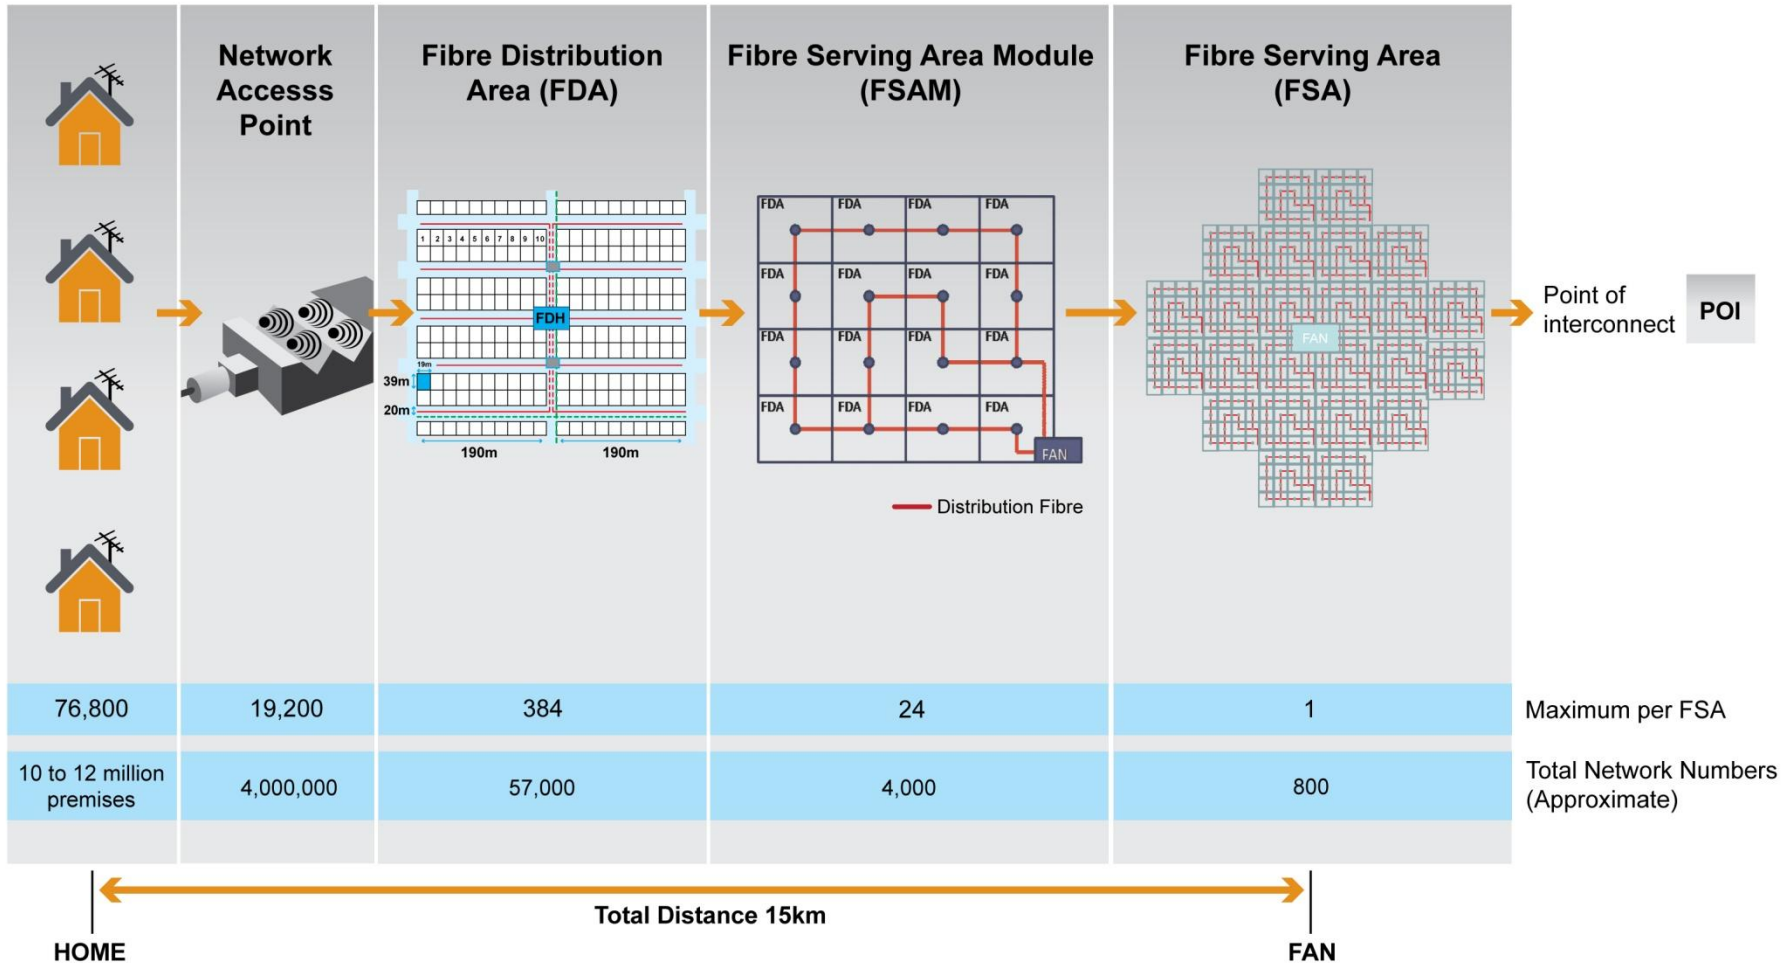 Network
Accesss
Point
Fibre Distribution
Area (FDA)
Fibre Serving Area Module
(FSAM)
Fibre Serving Area
(FSA)
1 2 3 4 5 6 7 8 9 10
FDH
19m
39m
20m
190m 190m
FDA FDA FDA FDA
FDA FDA FDA FDA
FDA FDA FDA FDA
FDA FDA FDA FDA
FAN
Distribution Fibre
FAN
Point of
interconnect
POI
76,800 19,200 384 24 1 Maximum per FSA
10 to 12 million
premises
4,000,000 57,000 4,000 800
Total Network Numbers
(Approximate)
Total Distance 15km
HOME FAN